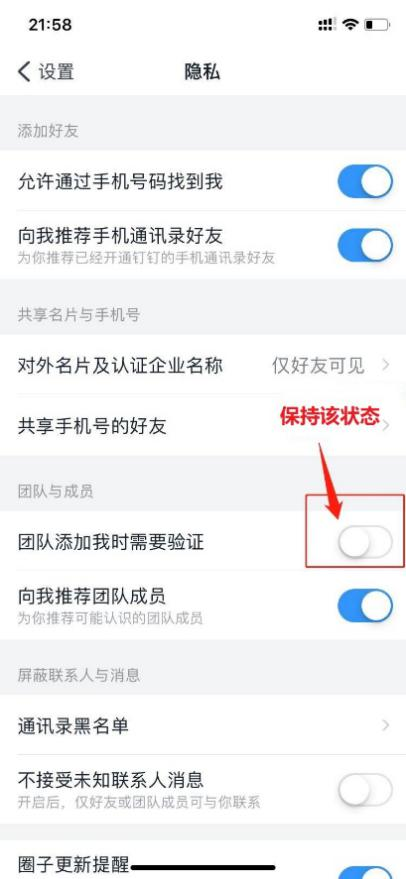 21:58
设置
隐私
添加好友
允许通过手机号码找到我
向我推荐手机通讯录好友
为你推荐已经开通钉钉的手机通讯录好友
共享名片与手机号
对外名片及认证企业名称 仅好友可见
共享手机号的好友
保持该状态
团队与成员
团队添加我时需要验证
向我推荐团队成员
为你推荐可能认识的团队成员
屏蔽联系人与消息
通讯录黑名单
不接受未知联系人消息
开启后，仅好友或团队成员可与你联系
圈子更新提醒